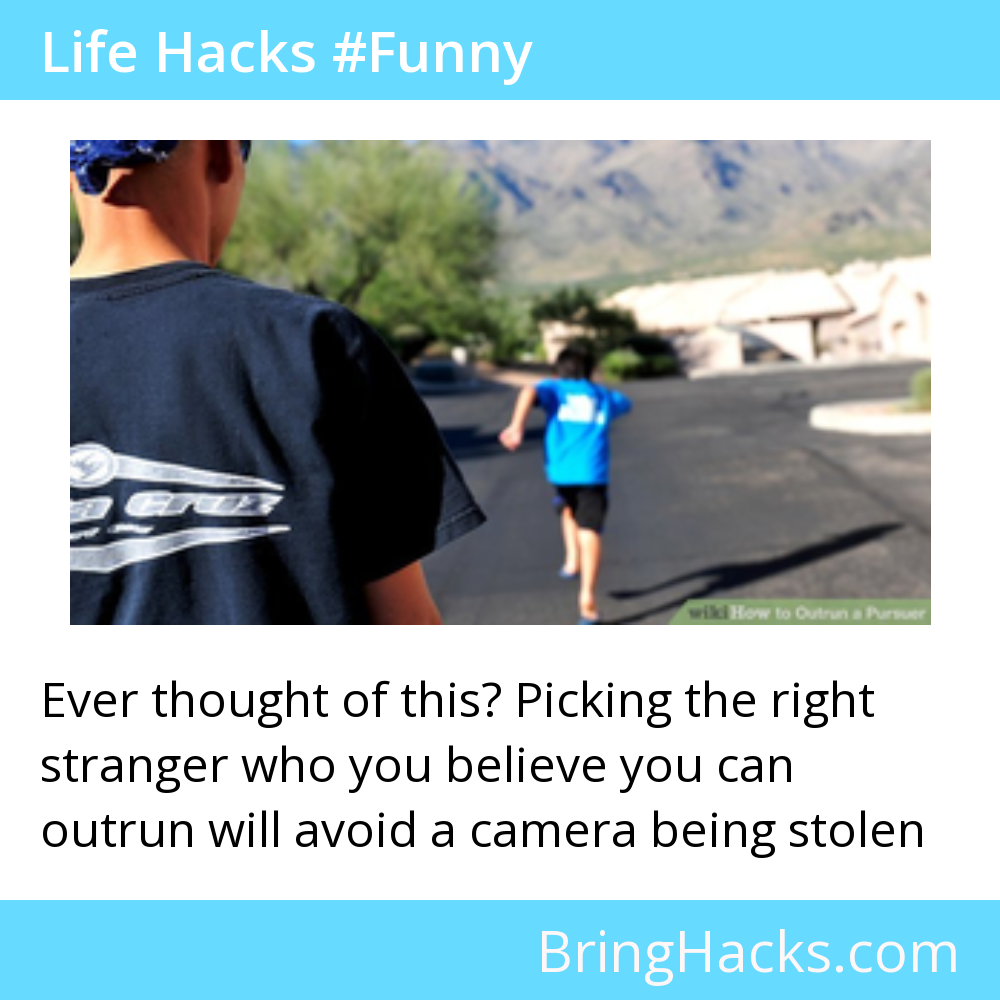 Life Hacks #Funny
cruz
wikiHow to Outrun a Pursuer
Ever thought of this? Picking the right
stranger who you believe you can
outrun will avoid a camera being stolen
BringHacks.com